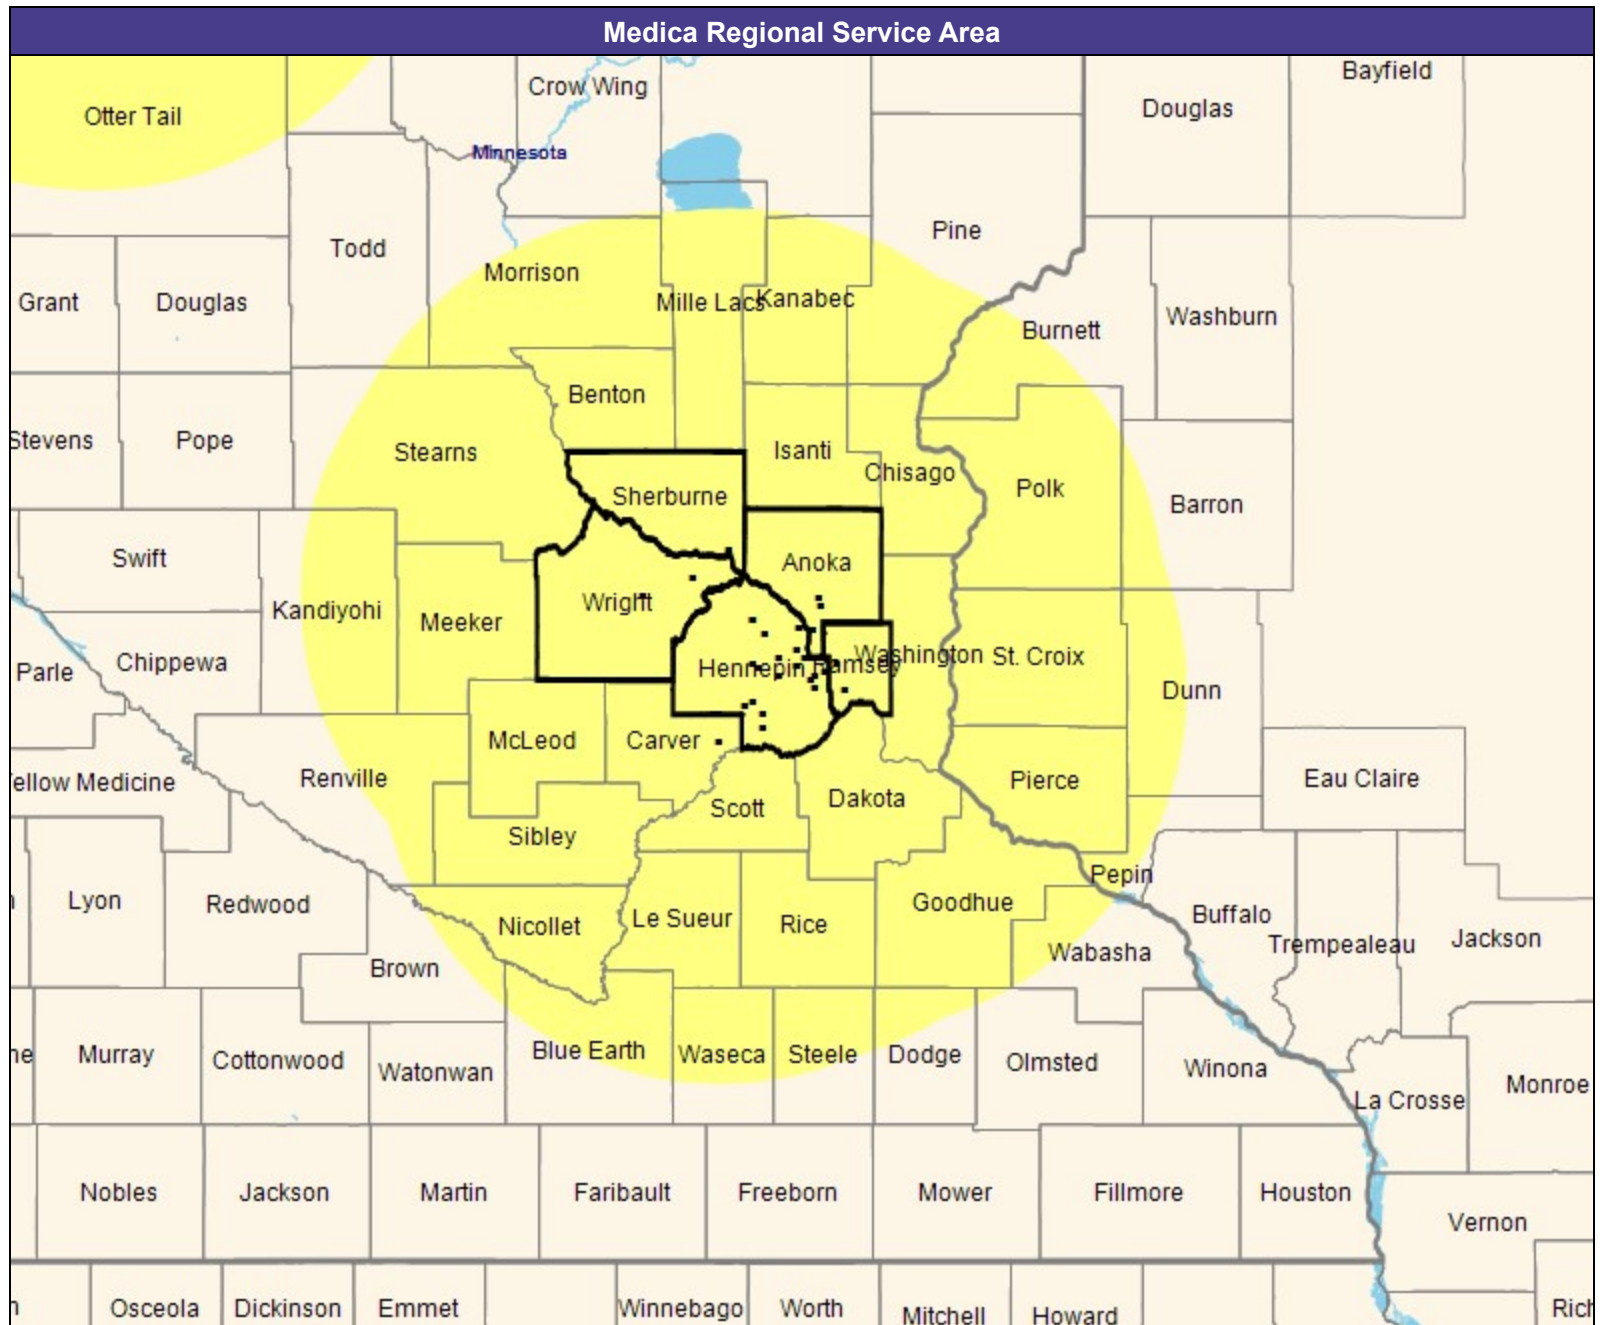 Medica Regional Service Area
Bayfield
Crow Wing
Douglas
Otter Tail
Minnesota
Pine
Todd
Morrison
Grant
Douglas
Mille Lacs
Kanabec
Washburn
Burnett
Benton
Stevens
Pope
Stearns
Isanti
Chisago
Polk
Sherburne
Barron
Swift
Anoka
Wright
Kandiyohi
Meeker
Parle
Chippewa
Hennepin
Ramsey
Washington
St. Croix
Dunn
McLeod
Carver
Renville
ellow Medicine
Pierce
Eau Claire
Scott
Dakota
Sibley
Pepin
Lyon
Redwood
Goodhue
Buffalo
Nicollet
Le Sueur
Rice
Trempealeau
Jackson
Wabasha
Brown
ne
Murray
Cottonwood
Watonwan
Blue Earth
Waseca
Steele
Dodge
Olmsted
Winona
Monroe
La Crosse
Nobles
Jackson
Martin
Faribault
Freeborn
Mower
Fillmore
Houston
Vernon
Osceola
Dickinson
Emmet
Winnebago
Worth
Mitchell
Howard
Rich